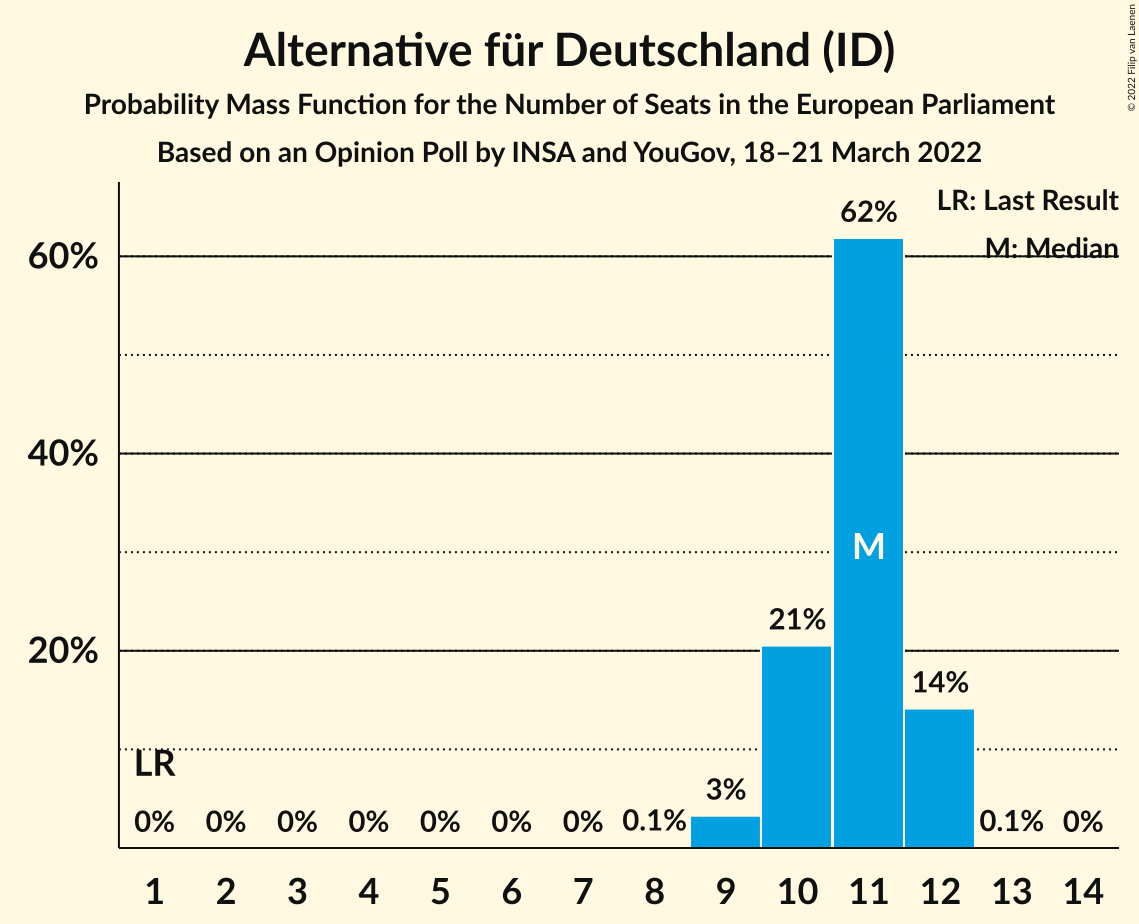 Alternative für Deutschland (ID)
Probability Mass Function for the Number of Seats in the European Parliament
Based on an Opinion Poll by INSA and YouGov, 18–21 March 2022
© 2022 Filip van Laenen
LR: Last Result
M: Median
60%
40%
20%
62%
M
21%
14%
LR
3%
0% 0% 0% 0% 0% 0% 0% 0.1% 0.1% 0%
1 2 3 4 5 6 7 8 9 10 11 12 13 14